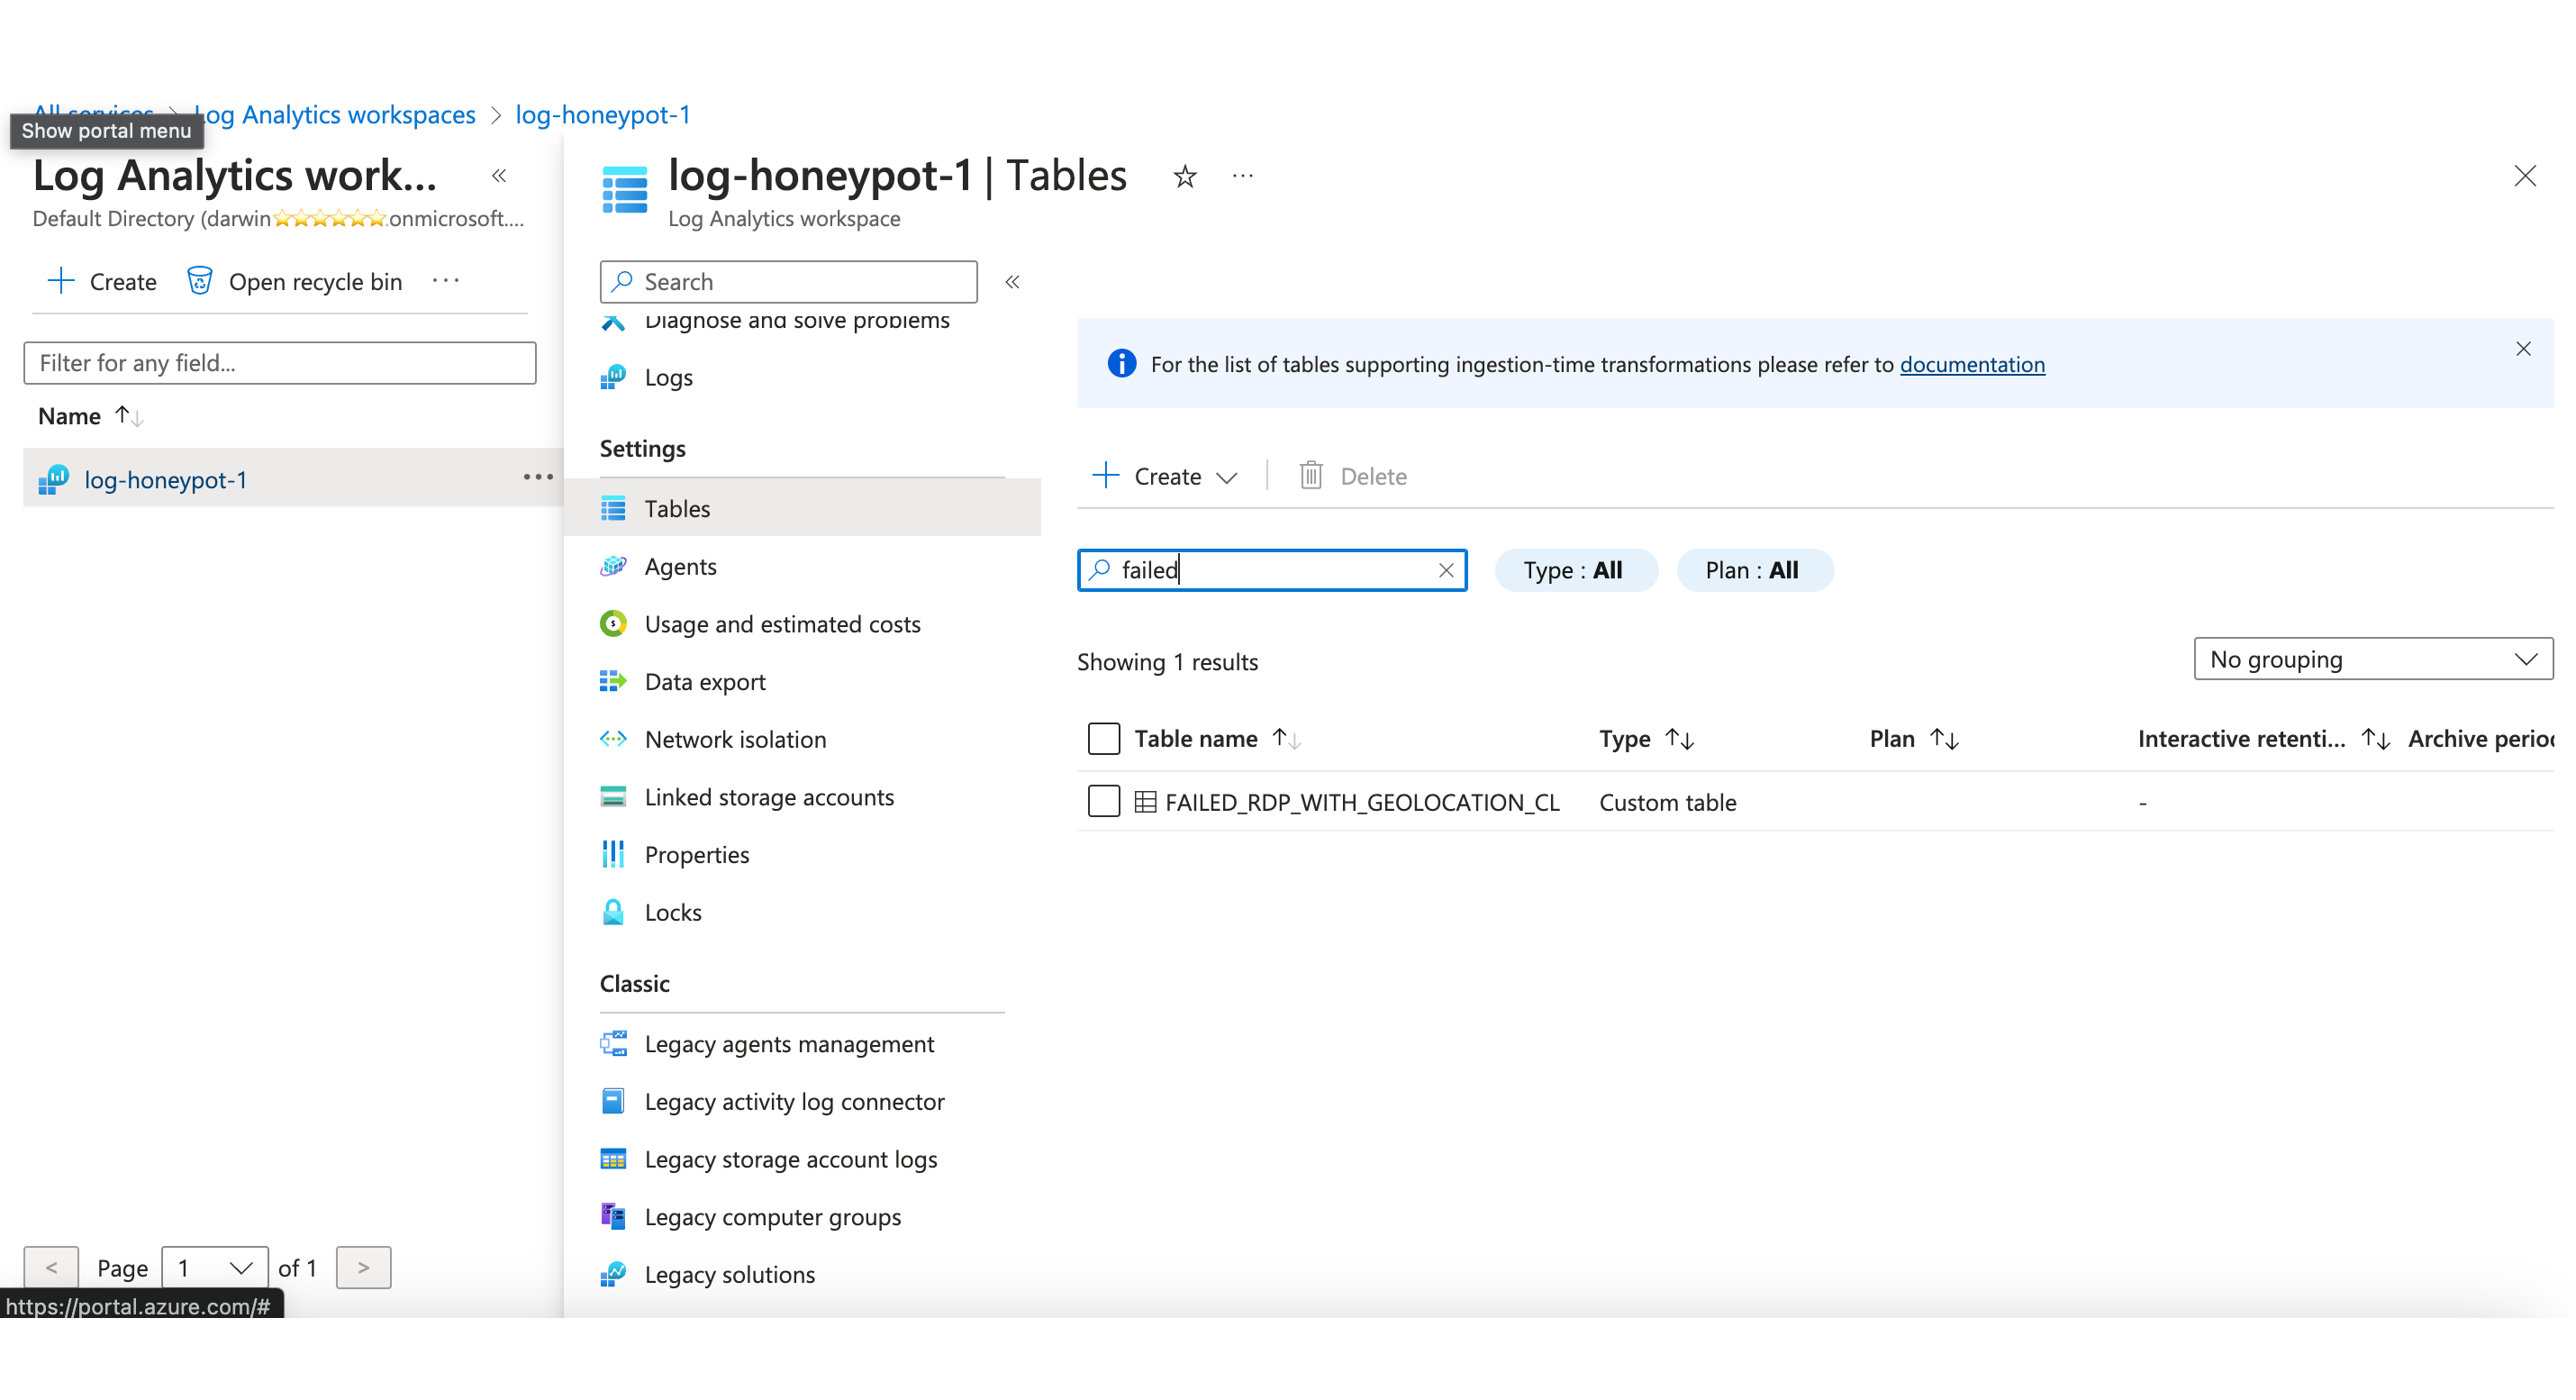 All services > Log Analytics workspaces > log-honeypot-1
Show portal menu
Log Analytics work... «
Default Directory (darwin⭐⭐⭐⭐⭐⭐.onmicrosoft....
+ Create Open recycle bin ...
Filter for any field...
Name ↑↓
log-honeypot-1 ...
< Page 1 of 1 >
https://portal.azure.com/#
log-honeypot-1 | Tables ☆ ...
Log Analytics workspace
Search «
Diagnose and solve problems
Logs
Settings
Tables
Agents
Usage and estimated costs
Data export
Network isolation
Linked storage accounts
Properties
Locks
Classic
Legacy agents management
Legacy activity log connector
Legacy storage account logs
Legacy computer groups
Legacy solutions
For the list of tables supporting ingestion-time transformations please refer to documentation
+ Create Delete
failed Type : All Plan : All
Showing 1 results No grouping
Table name ↑↓ Type ↑↓ Plan ↑↓ Interactive retenti... ↑↓ Archive perio
FAILED_RDP_WITH_GEOLOCATION_CL Custom table -